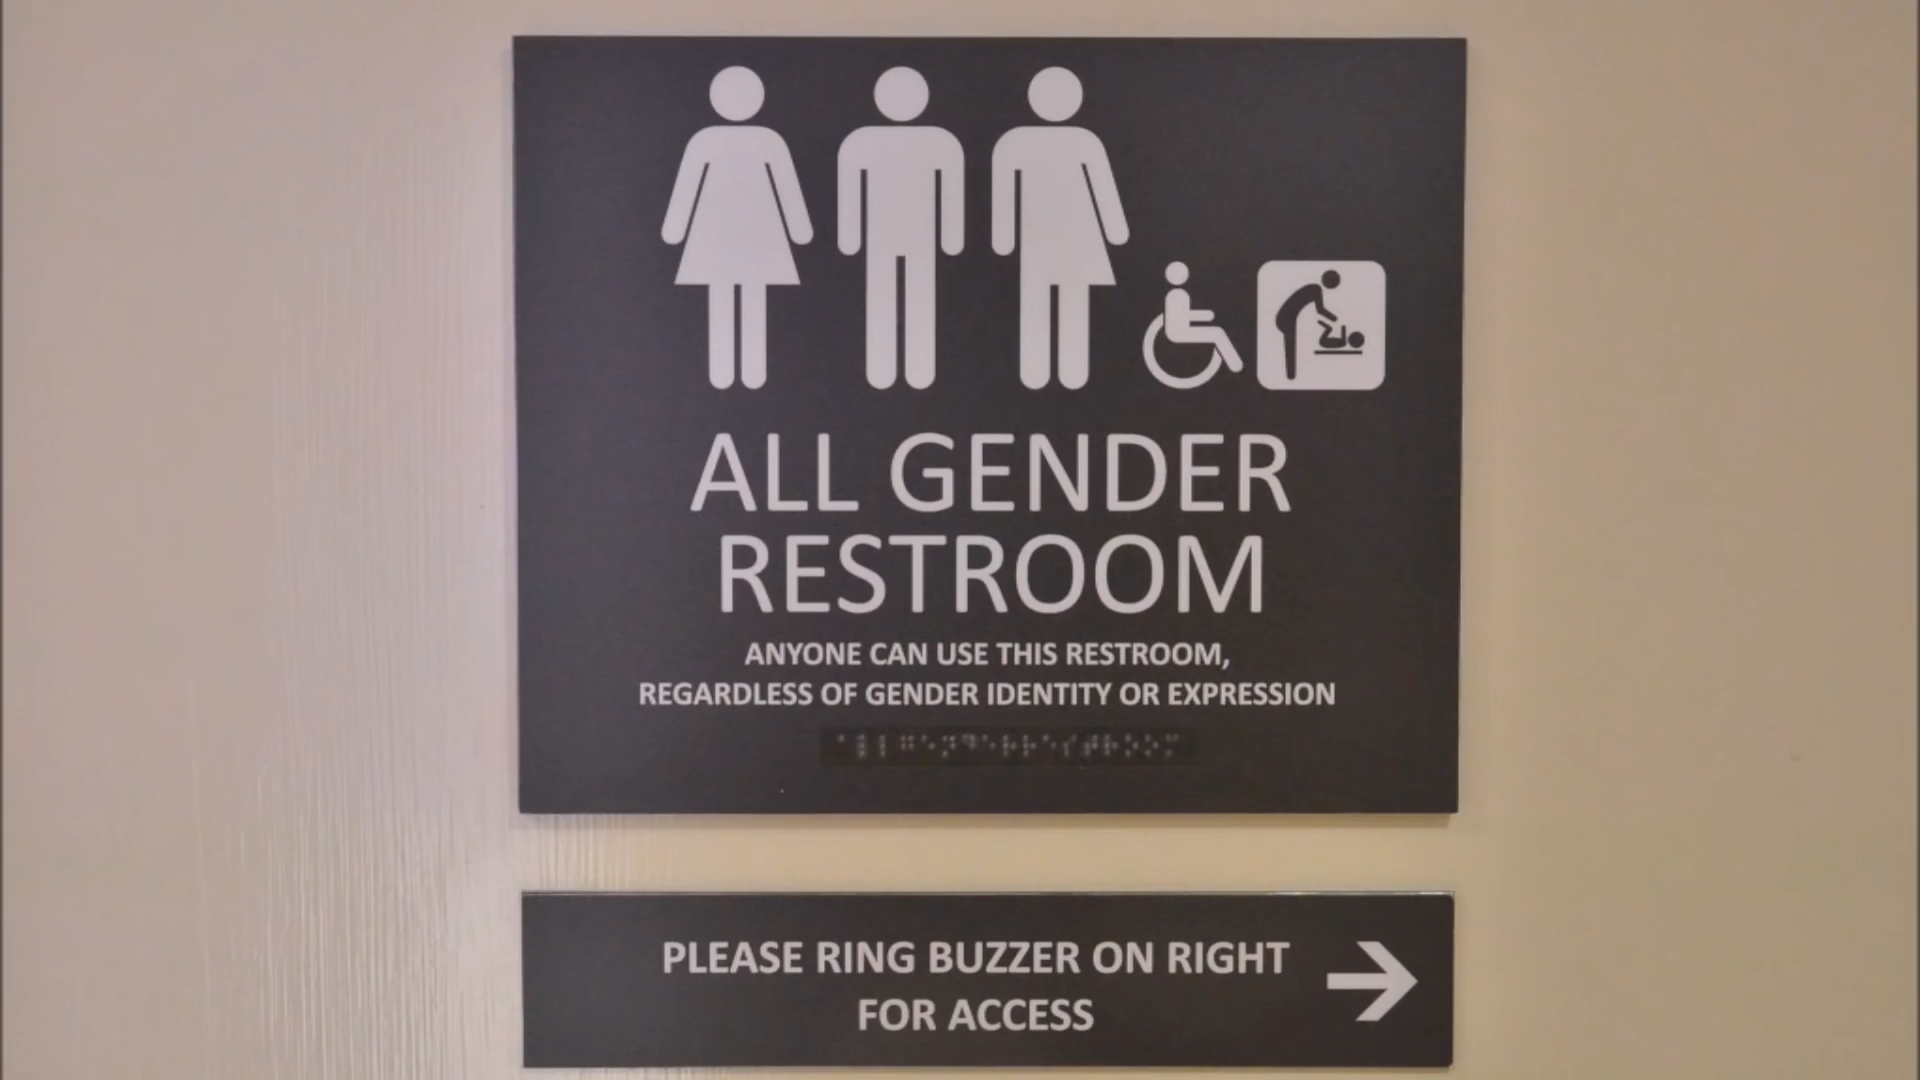 ALL GENDER
RESTROOM
ANYONE CAN USE THIS RESTROOM,
REGARDLESS OF GENDER IDENTITY OR EXPRESSION
PLEASE RING BUZZER ON RIGHT
FOR ACCESS